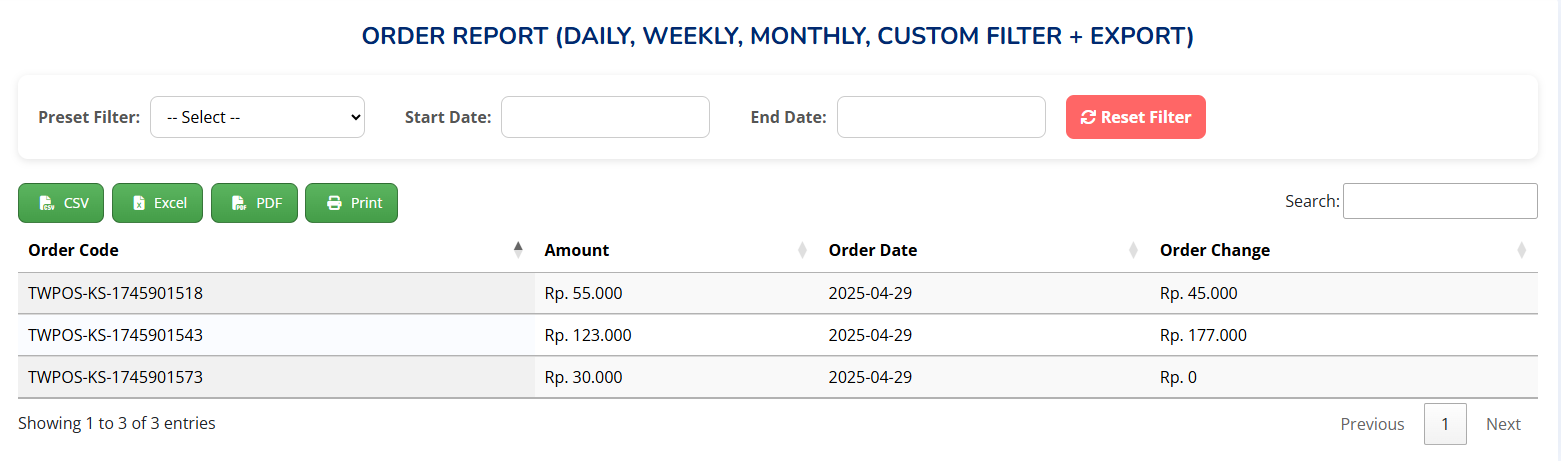 ORDER REPORT (DAILY, WEEKLY, MONTHLY, CUSTOM FILTER + EXPORT)
Preset Filter: -- Select -- Start Date: End Date: Reset Filter
CSV Excel PDF Print Search:
Order Code Amount Order Date Order Change
TWPOS-KS-1745901518 Rp. 55.000 2025-04-29 Rp. 45.000
TWPOS-KS-1745901543 Rp. 123.000 2025-04-29 Rp. 177.000
TWPOS-KS-1745901573 Rp. 30.000 2025-04-29 Rp. 0
Showing 1 to 3 of 3 entries Previous 1 Next